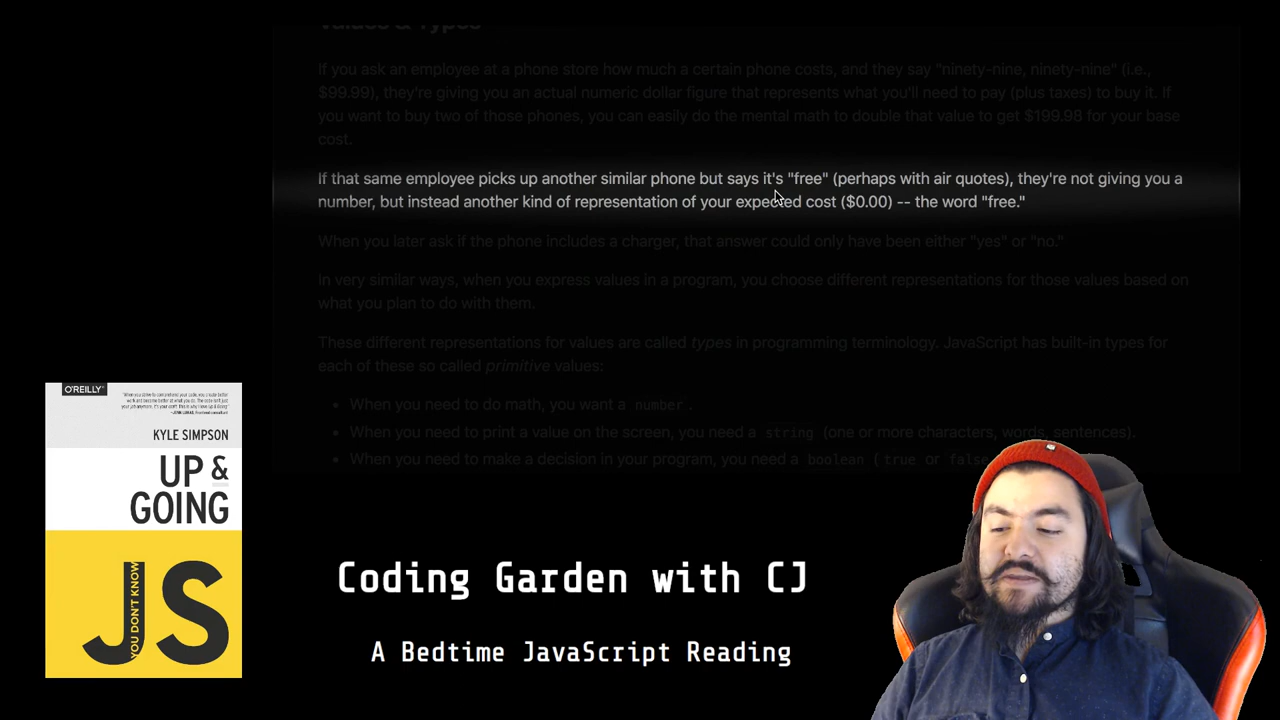 Values & Types
If you ask an employee at a phone store how much a certain phone costs, and they say "ninety-nine, ninety-nine" (i.e.,
$99.99), they're giving you an actual numeric dollar figure that represents what you'll need to pay (plus taxes) to buy it. If
you want to buy two of those phones, you can easily do the mental math to double that value to get $199.98 for your base
cost.
If that same employee picks up another similar phone but says it's "free" (perhaps with air quotes), they're not giving you a
number, but instead another kind of representation of your expected cost ($0.00) -- the word "free."
When you later ask if the phone includes a charger, that answer could only have been either "yes" or "no."
In very similar ways, when you express values in a program, you choose different representations for those values based on
what you plan to do with them.
These different representations for values are called types in programming terminology. JavaScript has built-in types for
each of these so called primitive values:
• When you need to do math, you want a number .
• When you need to print a value on the screen, you need a string (one or more characters, words, sentences).
• When you need to make a decision in your program, you need a boolean ( true or false
O'REILLY®
KYLE SIMPSON
UP &
GOING
YOU DON'T KNOW
JS
Coding Garden with CJ
A Bedtime JavaScript Reading